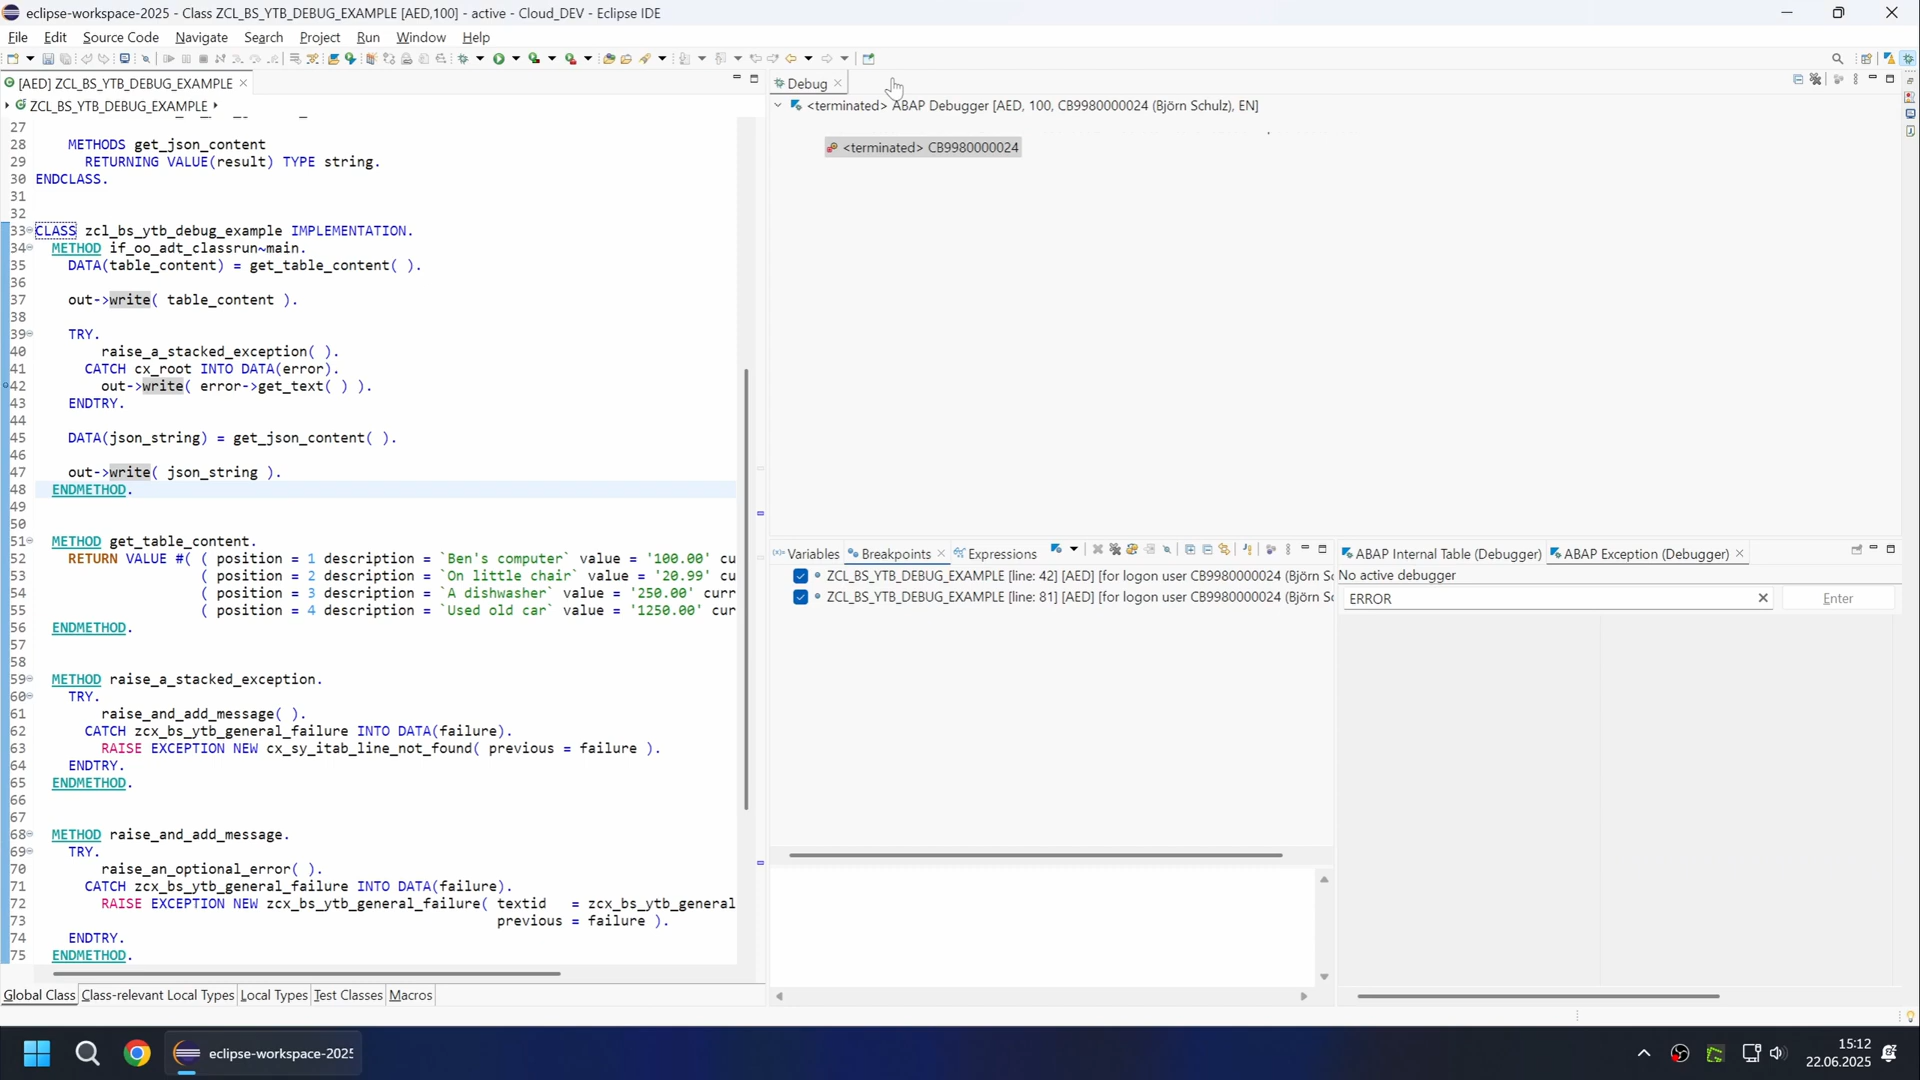 eclipse-workspace-2025 - Class ZCL_BS_YTB_DEBUG_EXAMPLE [AED,100] - active - Cloud_DEV - Eclipse IDE
File Edit Source Code Navigate Search Project Run Window Help
[AED] ZCL_BS_YTB_DEBUG_EXAMPLE
ZCL_BS_YTB_DEBUG_EXAMPLE
27
28 METHODS get_json_content
29 RETURNING VALUE(result) TYPE string.
30 ENDCLASS.
31
32
33 CLASS zcl_bs_ytb_debug_example IMPLEMENTATION.
34 METHOD if_oo_adt_classrun~main.
35 DATA(table_content) = get_table_content( ).
36
37 out->write( table_content ).
38
39 TRY.
40 raise_a_stacked_exception( ).
41 CATCH cx_root INTO DATA(error).
42 out->write( error->get_text( ) ).
43 ENDTRY.
44
45 DATA(json_string) = get_json_content( ).
46
47 out->write( json_string ).
48 ENDMETHOD.
49
50
51 METHOD get_table_content.
52 RETURN VALUE #( ( position = 1 description = `Ben's computer` value = '100.00' cu
53 ( position = 2 description = `On little chair` value = '20.99' cu
54 ( position = 3 description = `A dishwasher` value = '250.00' curr
55 ( position = 4 description = `Used old car` value = '1250.00' cur
56 ENDMETHOD.
57
58
59 METHOD raise_a_stacked_exception.
60 TRY.
61 raise_and_add_message( ).
62 CATCH zcx_bs_ytb_general_failure INTO DATA(failure).
63 RAISE EXCEPTION NEW cx_sy_itab_line_not_found( previous = failure ).
64 ENDTRY.
65 ENDMETHOD.
66
67
68 METHOD raise_and_add_message.
69 TRY.
70 raise_an_optional_error( ).
71 CATCH zcx_bs_ytb_general_failure INTO DATA(failure).
72 RAISE EXCEPTION NEW zcx_bs_ytb_general_failure( textid = zcx_bs_ytb_general
73 previous = failure ).
74 ENDTRY.
75 ENDMETHOD.
Global Class Class-relevant Local Types Local Types Test Classes Macros
Debug
<terminated> ABAP Debugger [AED, 100, CB9980000024 (Björn Schulz), EN]
<terminated> CB9980000024
Variables Breakpoints Expressions
ZCL_BS_YTB_DEBUG_EXAMPLE [line: 42] [AED] [for logon user CB9980000024 (Björn Sc
ZCL_BS_YTB_DEBUG_EXAMPLE [line: 81] [AED] [for logon user CB9980000024 (Björn Sc
ABAP Internal Table (Debugger) ABAP Exception (Debugger)
No active debugger
ERROR
Enter
eclipse-workspace-2025
15:12
22.06.2025